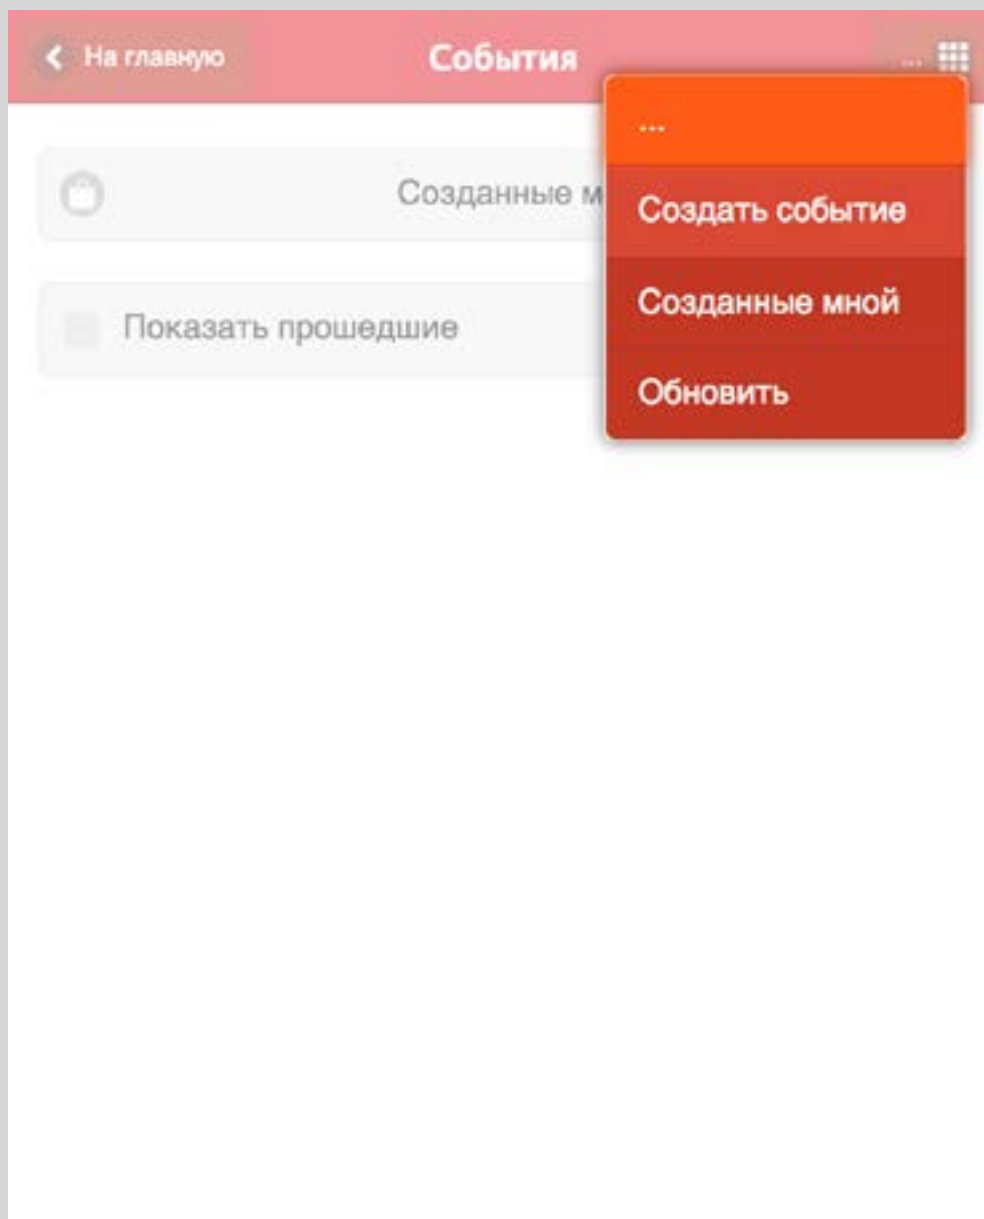 На главную
События
...
...
Создать событие
Созданные м
Созданные мной
Показать прошедшие
Обновить